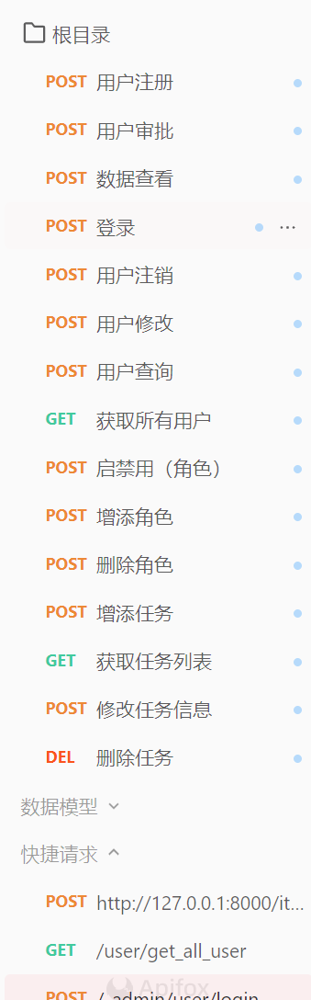 根目录
POST 用户注册
POST 用户审批
POST 数据查看
POST 登录 ...
POST 用户注销
POST 用户修改
POST 用户查询
GET 获取所有用户
POST 启禁用（角色）
POST 增添角色
POST 删除角色
POST 增添任务
GET 获取任务列表
POST 修改任务信息
DEL 删除任务
数据模型
快捷请求
POST http://127.0.0.1:8000/it...
GET /user/get_all_user
POST /_admin/user/login
Apifox